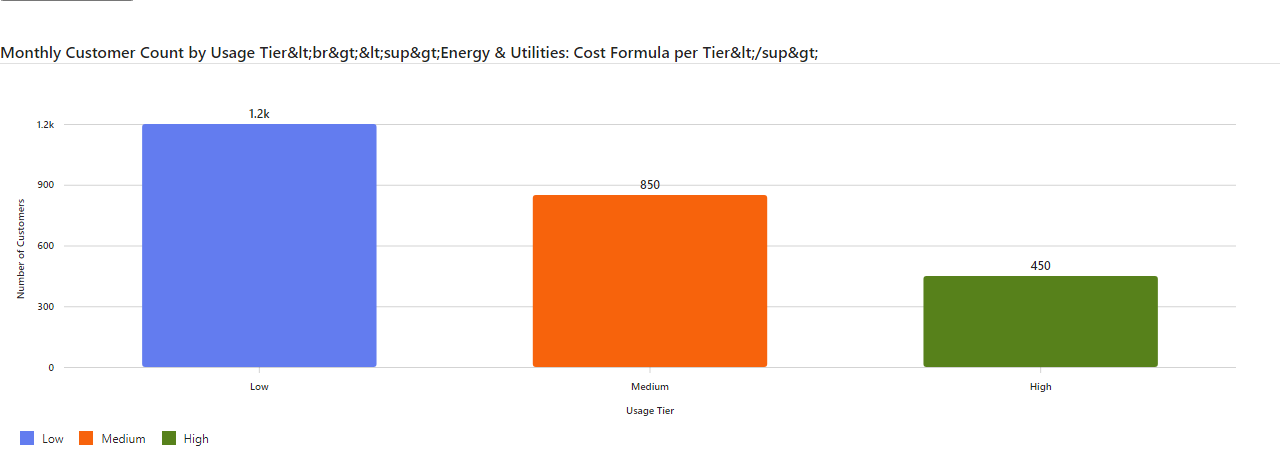 Monthly Customer Count by Usage Tier&lt;br&gt;&lt;sup&gt;Energy & Utilities: Cost Formula per Tier&lt;/sup&gt;
1.2k
1.2k
850
900
Number of Customers
600
450
300
0
Low
Medium
High
Usage Tier
Low
Medium
High